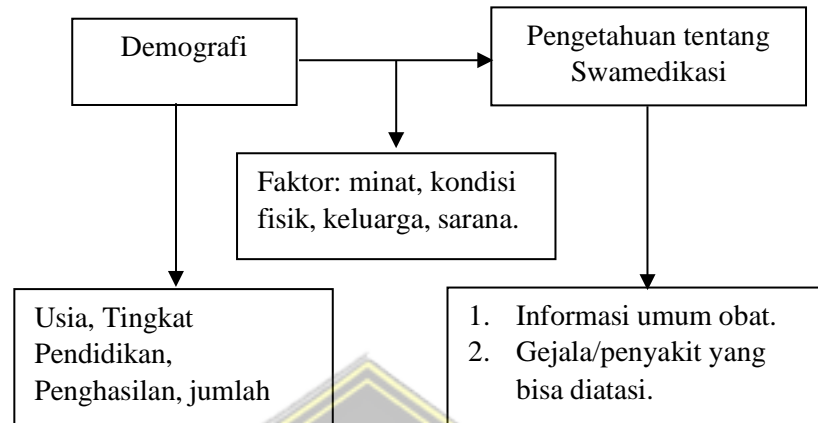 Demografi
Pengetahuan tentang
Swamedikasi
Faktor: minat, kondisi
fisik, keluarga, sarana.
Usia, Tingkat
Pendidikan,
Penghasilan, jumlah
1. Informasi umum obat.
2. Gejala/penyakit yang
bisa diatasi.